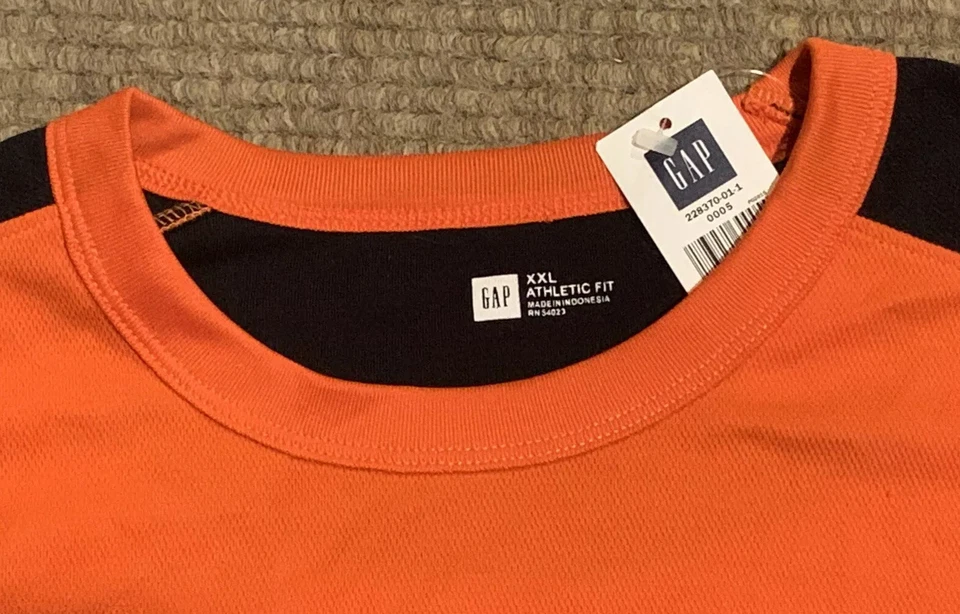 GAP
228370-01-1
0005
GAP
XXL
ATHLETIC FIT
MADE IN INDONESIA
RN 54023